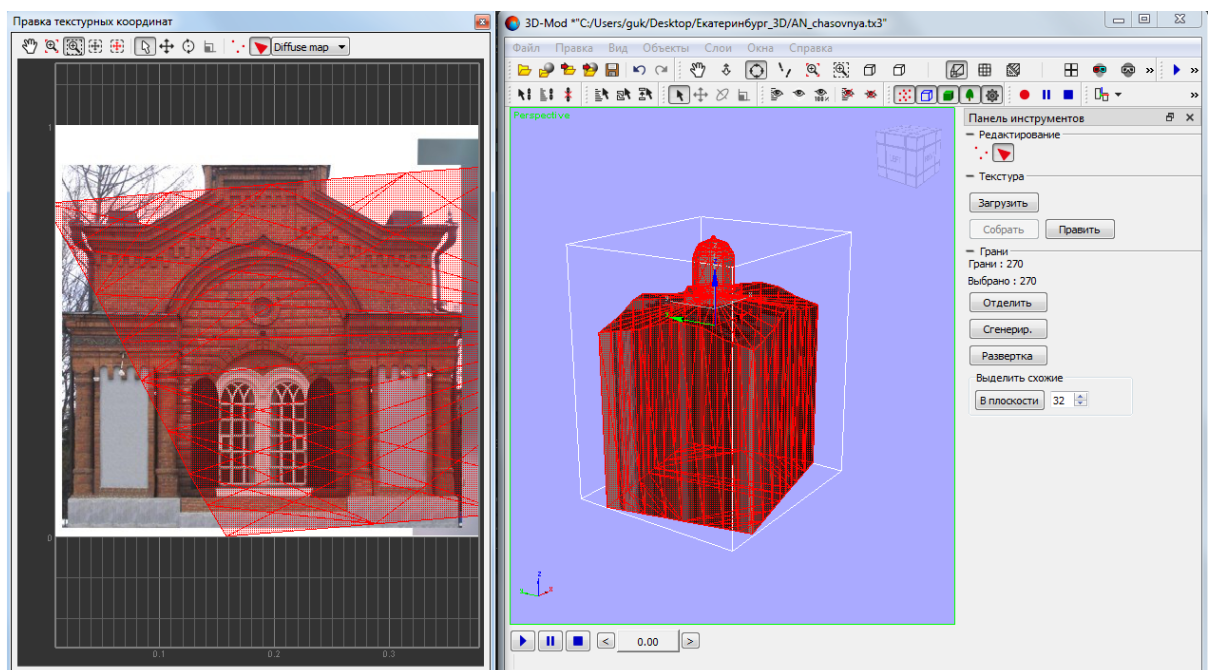 Правка текстурных координат
Diffuse map
1
0
0.1
0.2
0.3
3D-Mod *"C:/Users/guk/Desktop/Екатеринбург_3D/AN_chasovnya.tx3"
Файл Правка Вид Объекты Слои Окна Справка
»
»
100%
»
Perspective
z
x
0.00
<
>
Панель инструментов
Редактирование
Текстура
Загрузить
Собрать Править
Грани
Грани : 270
Выбрано : 270
Отделить
Сгенерир.
Развертка
Выделить схожие
В плоскости 32